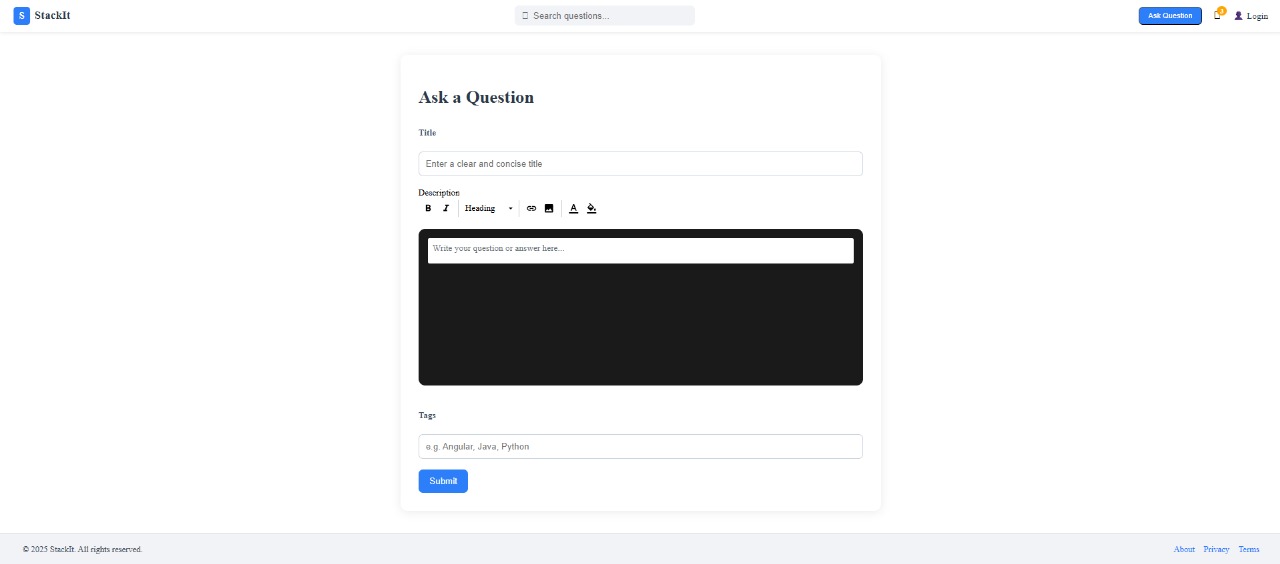 S StackIt
Search questions...
Ask Question
3
Login
Ask a Question
Title
Enter a clear and concise title
Description
B I Heading A
Write your question or answer here...
Tags
e.g. Angular, Java, Python
Submit
© 2025 StackIt. All rights reserved.
About Privacy Terms